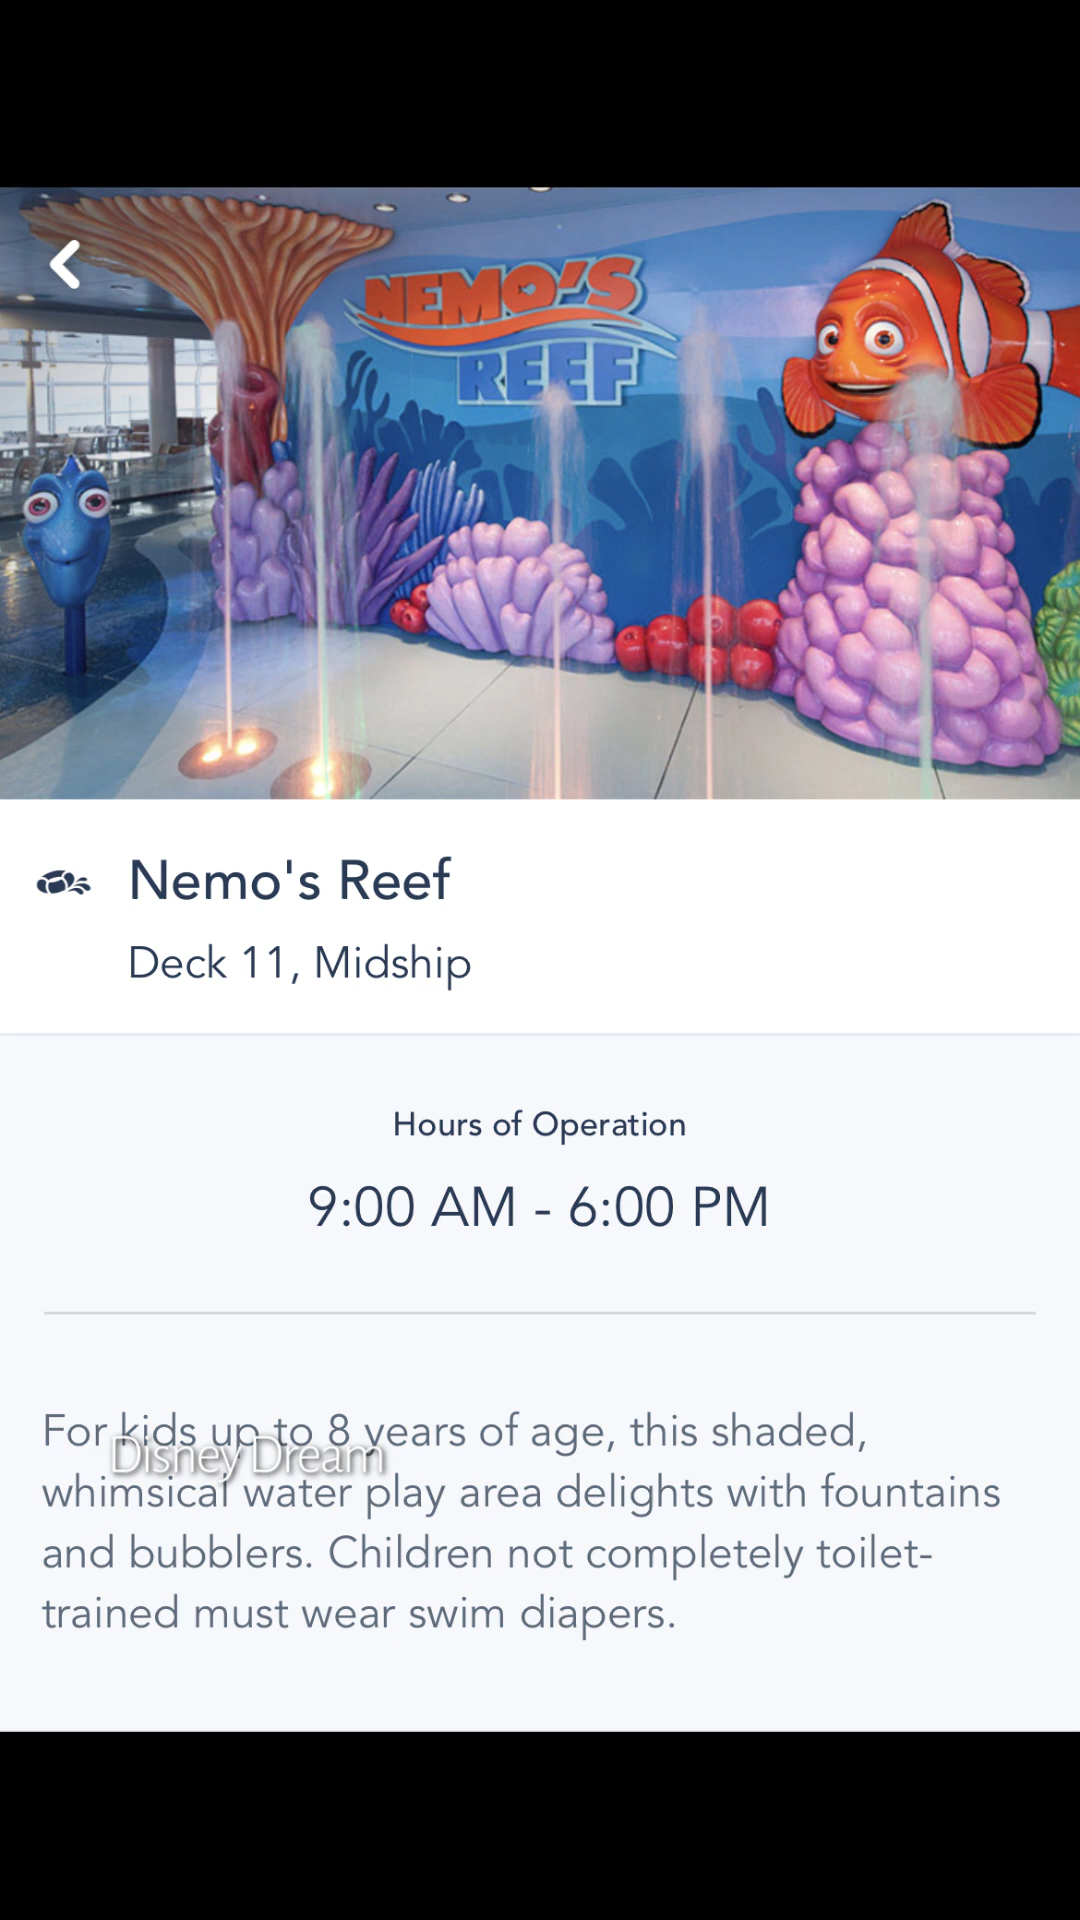 NEMO'S
REEF
Nemo's Reef
Deck 11, Midship
Hours of Operation
9:00 AM - 6:00 PM
For kids up to 8 years of age, this shaded,
Disney Dream
whimsical water play area delights with fountains
and bubblers. Children not completely toilet-
trained must wear swim diapers.